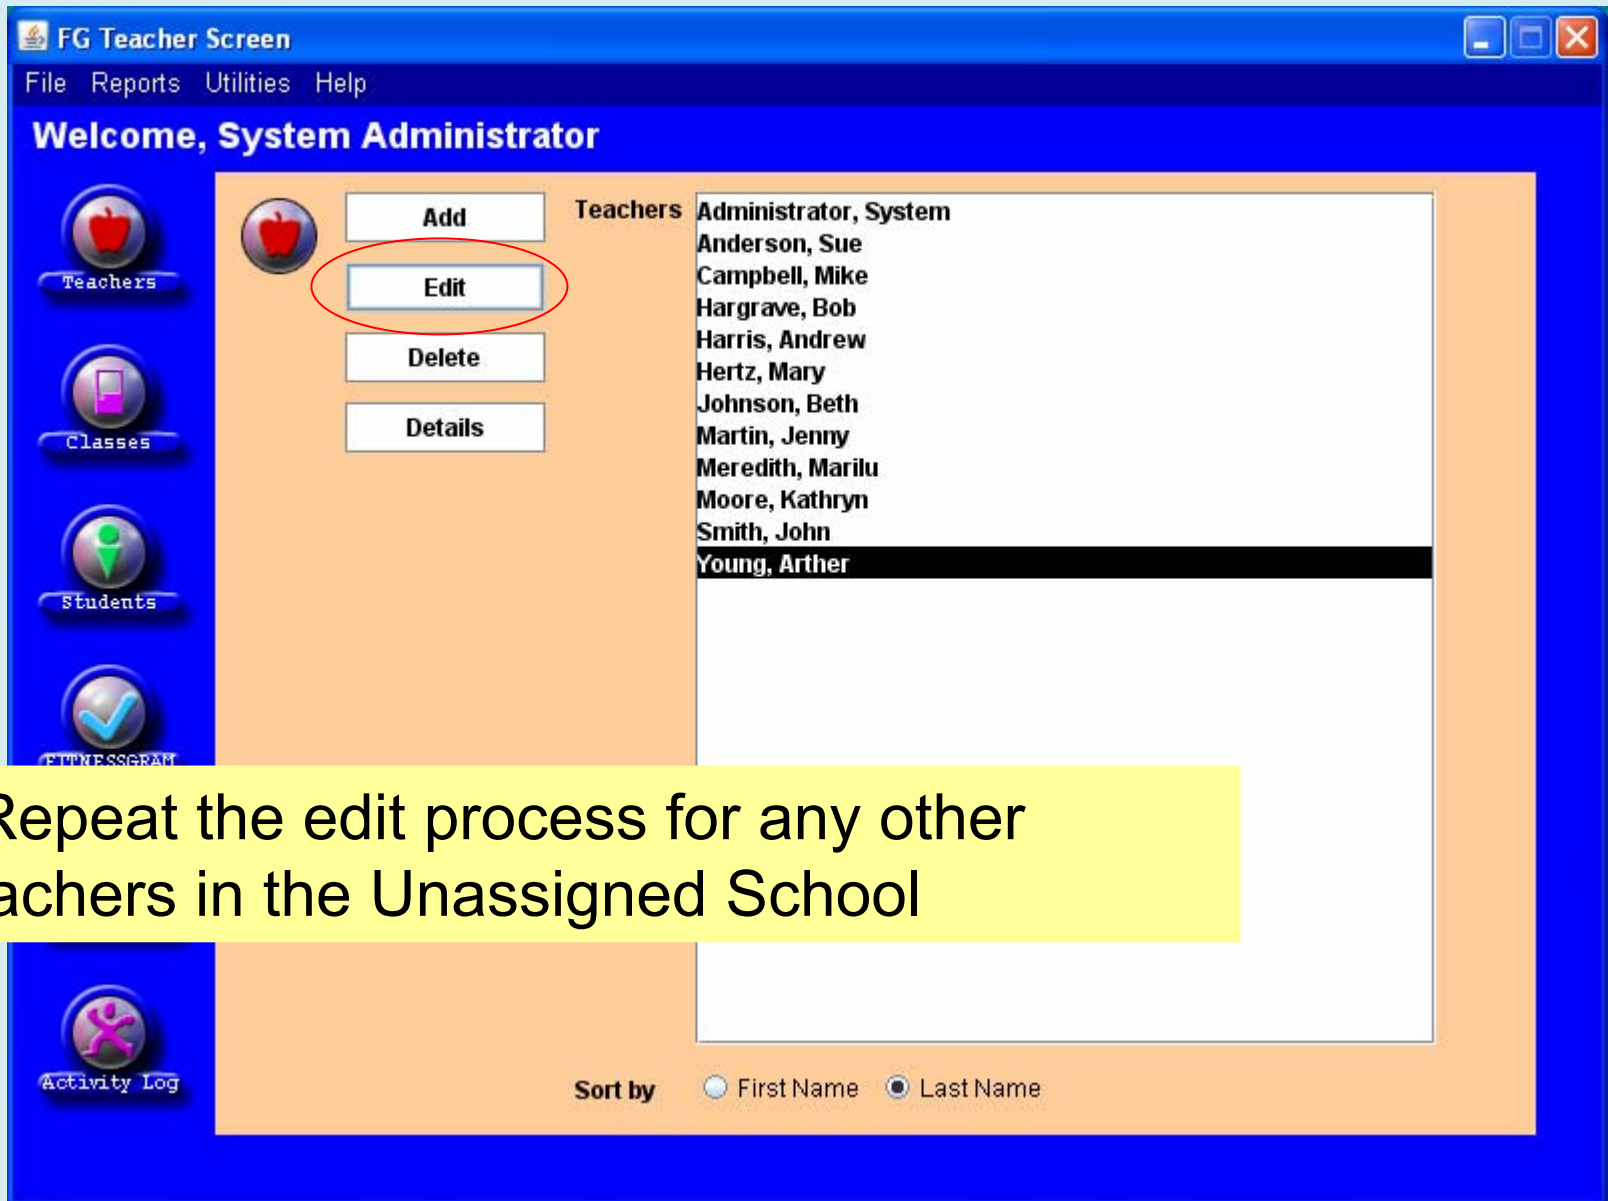 FG Teacher Screen
File Reports Utilities Help
Welcome, System Administrator
Teachers
Classes
Students
FITNESSGRAM
Activity Log
Add
Edit
Delete
Details
Teachers
Administrator, System
Anderson, Sue
Campbell, Mike
Hargrave, Bob
Harris, Andrew
Hertz, Mary
Johnson, Beth
Martin, Jenny
Meredith, Marilu
Moore, Kathryn
Smith, John
Young, Arther
Repeat the edit process for any other
achers in the Unassigned School
Sort by First Name Last Name